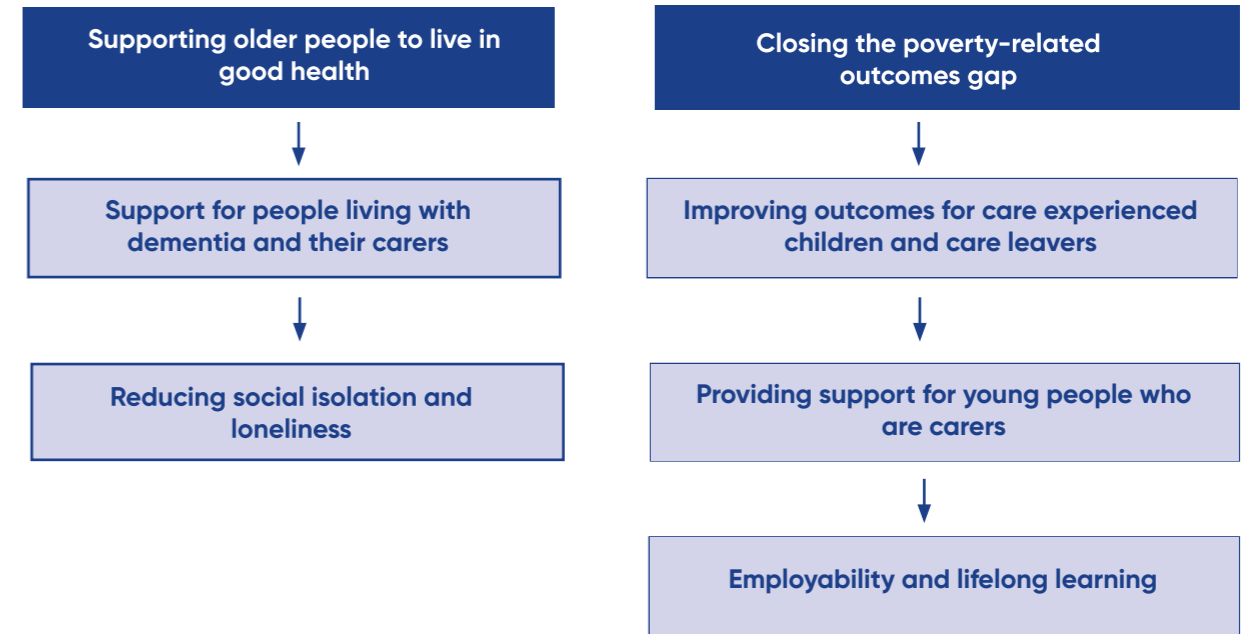 Supporting older people to live in
good health
Support for people living with
dementia and their carers
Reducing social isolation and
loneliness
Closing the poverty-related
outcomes gap
Improving outcomes for care experienced
children and care leavers
Providing support for young people who
are carers
Employability and lifelong learning